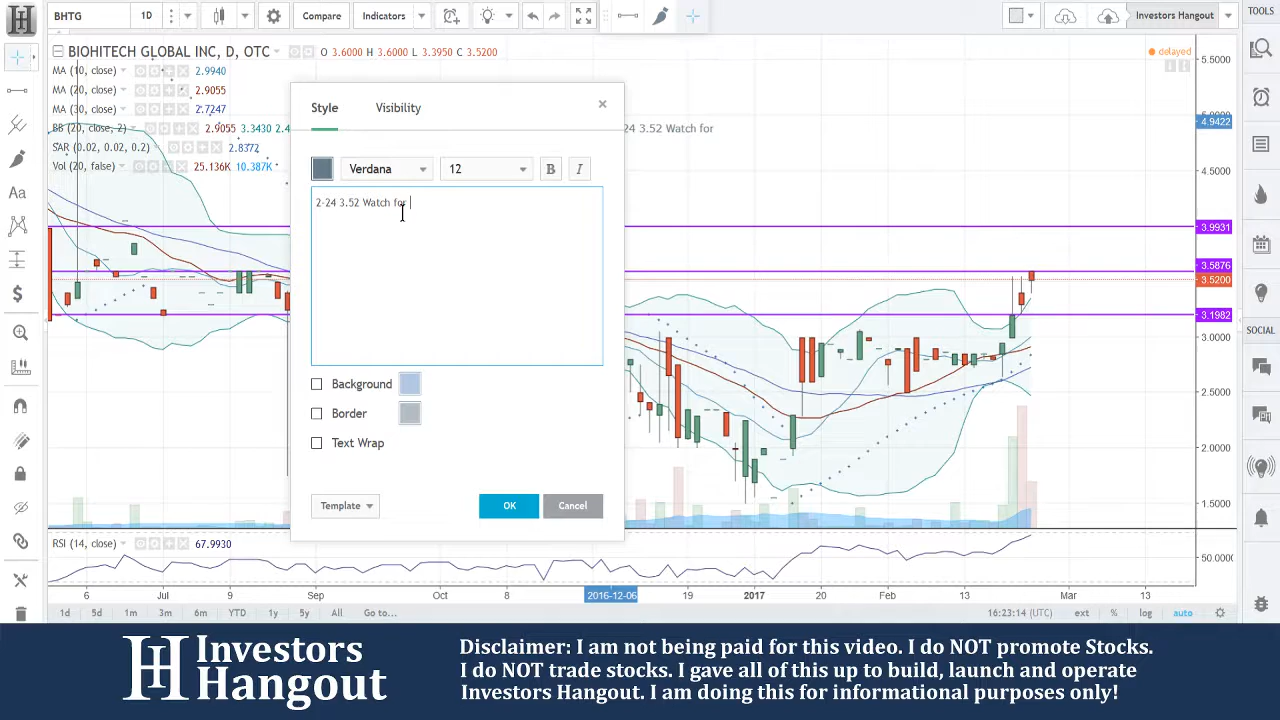 BHTG 1D Compare Indicators Investors Hangout TOOLS
BIOHITECH GLOBAL INC, D, OTC O 3.6000 H 3.6000 L 3.3950 C 3.5200 delayed
MA (10, close) 2.9940
MA (20, close) 2.9055
MA (30, close) 2.7247
BB (20, close, 2) 2.9055 3.3430 2.4
SAR (0.02, 0.02, 0.2) 2.8372
Vol (20, false) 25.136K 10.387K
Style Visibility
24 3.52 Watch for
Verdana 12 B I
2-24 3.52 Watch for
Background
Border
Text Wrap
Template OK Cancel
5.5000
4.9422
4.5000
3.9931
3.5876
3.5200
3.1982
3.0000
2.5000
2.0000
1.5000
SOCIAL
RSI (14, close) 67.9930
50.0000
6 Jul 9 Sep Oct 8 2016-12-06 19 2017 20 Feb 13 Mar 13
1d 5d 1m 3m 6m YTD 1y 5y All Go to... 16:23:14 (UTC) ext % log auto
Investors
Hangout
Disclaimer: I am not being paid for this video. I do NOT promote Stocks.
I do NOT trade stocks. I gave all of this up to build, launch and operate
Investors Hangout. I am doing this for informational purposes only!